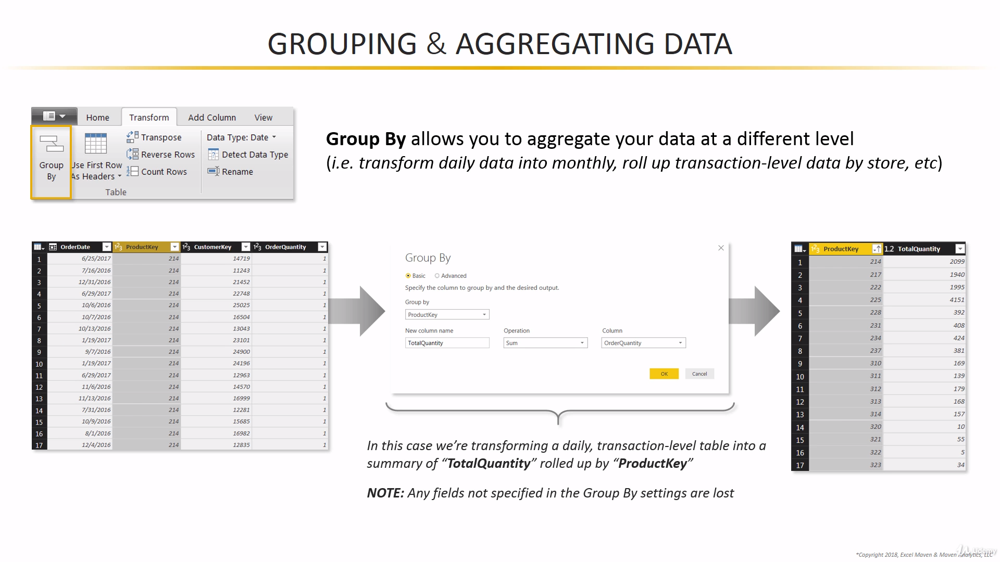 GROUPING & AGGREGATING DATA
Home Transform Add Column View
Group By
Use First Row As Headers
Transpose
Reverse Rows
Count Rows
Data Type: Date
Detect Data Type
Rename
Table
Group By allows you to aggregate your data at a different level
(i.e. transform daily data into monthly, roll up transaction-level data by store, etc)
OrderDate 123 ProductKey 123 CustomerKey 123 OrderQuantity
1 6/25/2017 214 14719 1
2 7/16/2016 214 11243 1
3 12/31/2016 214 21452 1
4 6/29/2017 214 22748 1
5 10/6/2016 214 25025 1
6 10/7/2016 214 16504 1
7 10/13/2016 214 13043 1
8 1/19/2017 214 23101 1
9 9/7/2016 214 24900 1
10 1/19/2017 214 24196 1
11 6/29/2017 214 12963 1
12 11/6/2016 214 14570 1
13 11/13/2016 214 16999 1
14 7/31/2016 214 12281 1
15 10/9/2016 214 15685 1
16 8/1/2016 214 16982 1
17 12/4/2016 214 12835 1
Group By
Basic Advanced
Specify the column to group by and the desired output.
Group by
ProductKey
New column name Operation Column
TotalQuantity Sum OrderQuantity
OK Cancel
In this case we're transforming a daily, transaction-level table into a
summary of “TotalQuantity” rolled up by “ProductKey”
NOTE: Any fields not specified in the Group By settings are lost
123 ProductKey 1.2 TotalQuantity
1 214 2099
2 217 1940
3 222 1995
4 225 4151
5 228 392
6 231 408
7 234 424
8 237 381
9 310 169
10 311 139
11 312 179
12 313 168
13 314 157
14 320 10
15 321 55
16 322 5
17 323 34
*Copyright 2018, Excel Maven & Maven Analytics, LLC
Udemy